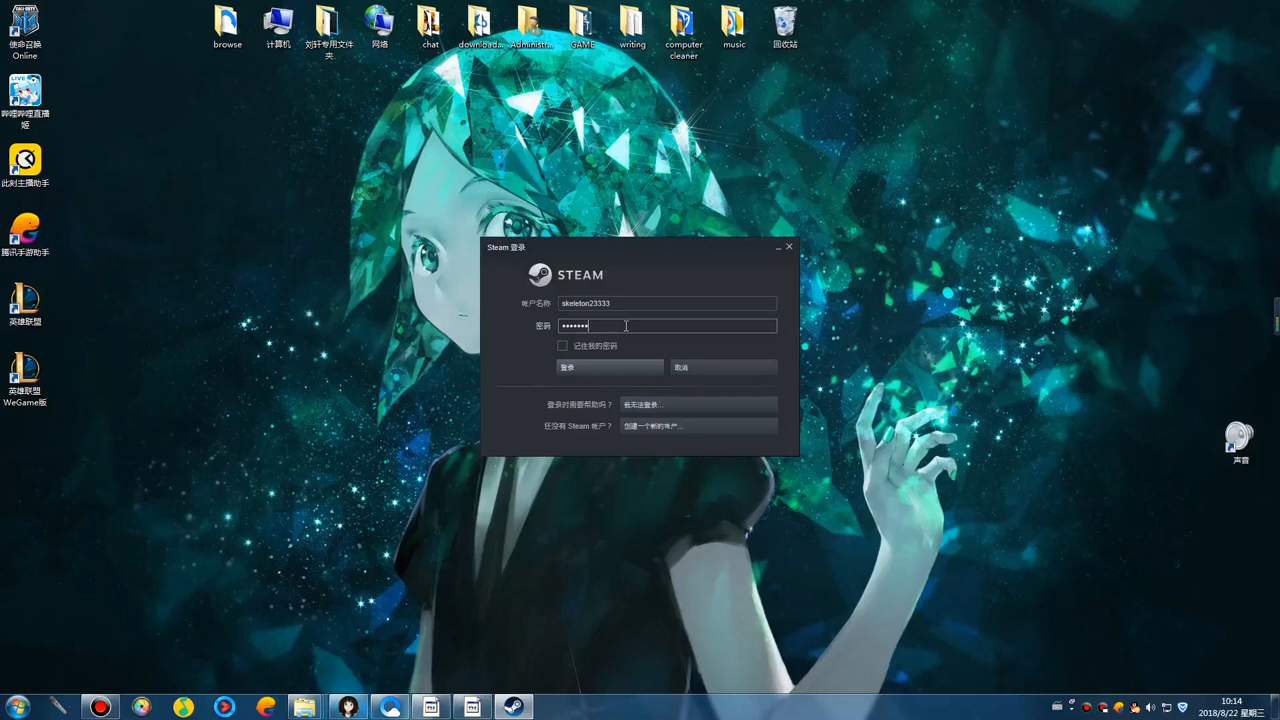 使命召唤
Online
browse
计算机
刘轩专用文件
夹
网络
chat
download...
Administr...
GAME
writing
computer
cleaner
music
回收站
LIVE
哔哩哔哩直播
姬
此刻主播助手
腾讯手游助手
英雄联盟
英雄联盟
WeGame版
Steam 登录
STEAM
帐户名称
skeleton23333
密码
•••••••
记住我的密码
登录
取消
登录时需要帮助吗？
我无法登录...
还没有 Steam 帐户？
创建一个新的帐户...
声音
10:14
2018/8/22 星期三